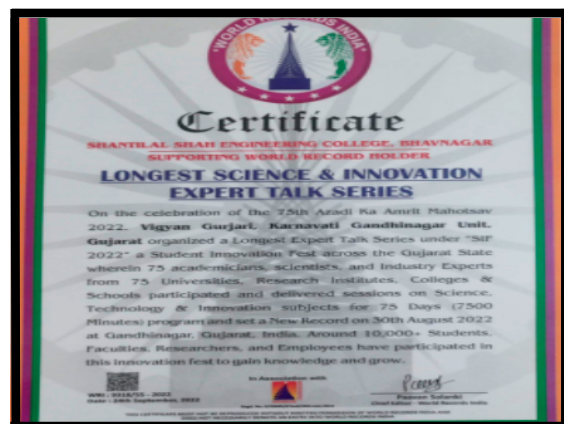 WORLD RECORDS INDIA
Certificate
SHANTILAL SHAH ENGINEERING COLLEGE, BHAVNAGAR
SUPPORTING WORLD RECORD HOLDER
LONGEST SCIENCE & INNOVATION
EXPERT TALK SERIES
On the celebration of the 75th Azadi Ka Amrit Mahotsav
2022, Vigyan Gurjari, Karnavati Gandhinagar Unit,
Gujarat organized a Longest Expert Talk Series under "SIF
2022" a Student Innovation Fest across the Gujarat State
wherein 75 academicians, scientists, and Industry Experts
from 75 Universities, Research Institutes, Colleges &
Schools participated and delivered sessions on Science,
Technology & Innovation subjects for 75 Days (7500
Minutes) program and set a New Record on 30th August 2022
at Gandhinagar, Gujarat, India. Around 10,000+ Students,
Faculties, Researchers, and Employees have participated in
this innovation fest to gain knowledge and grow.
In Association with
Paavan Solanki
Chief Editor - World Records India
Date : 24th September, 2022